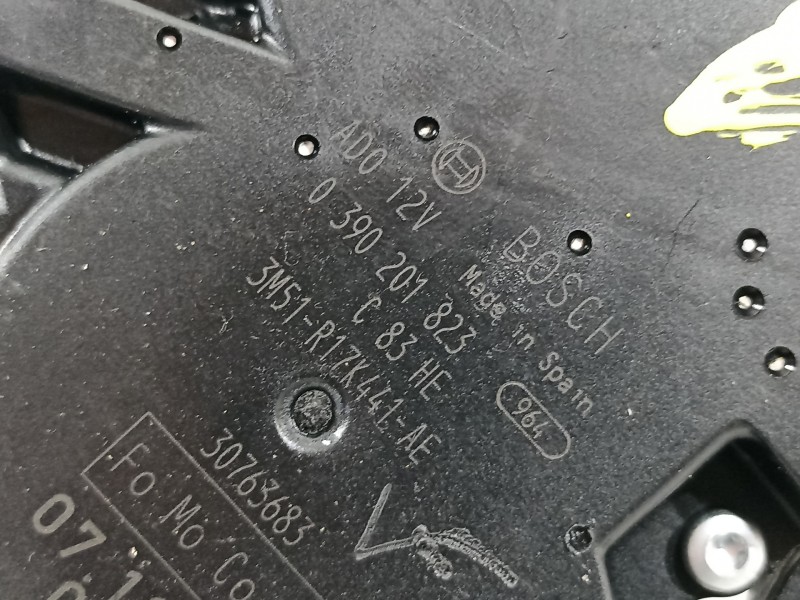 BOSCH
Made in Spain
964
ADO 12V
0 390 201 823
C 83 HE
3M51-R17K441-AE
30763683
Fo Mo Co